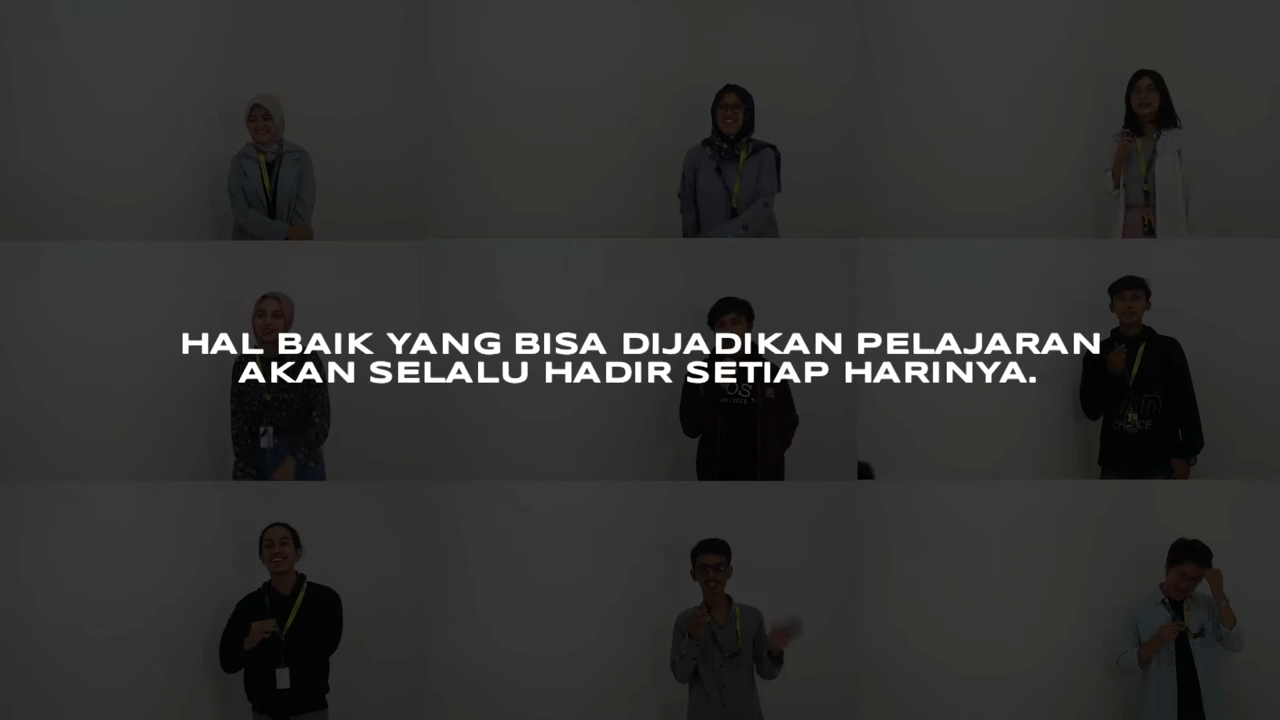 HAL BAIK YANG BISA DIJADIKAN PELAJARAN
AKAN SELALU HADIR SETIAP HARINYA.